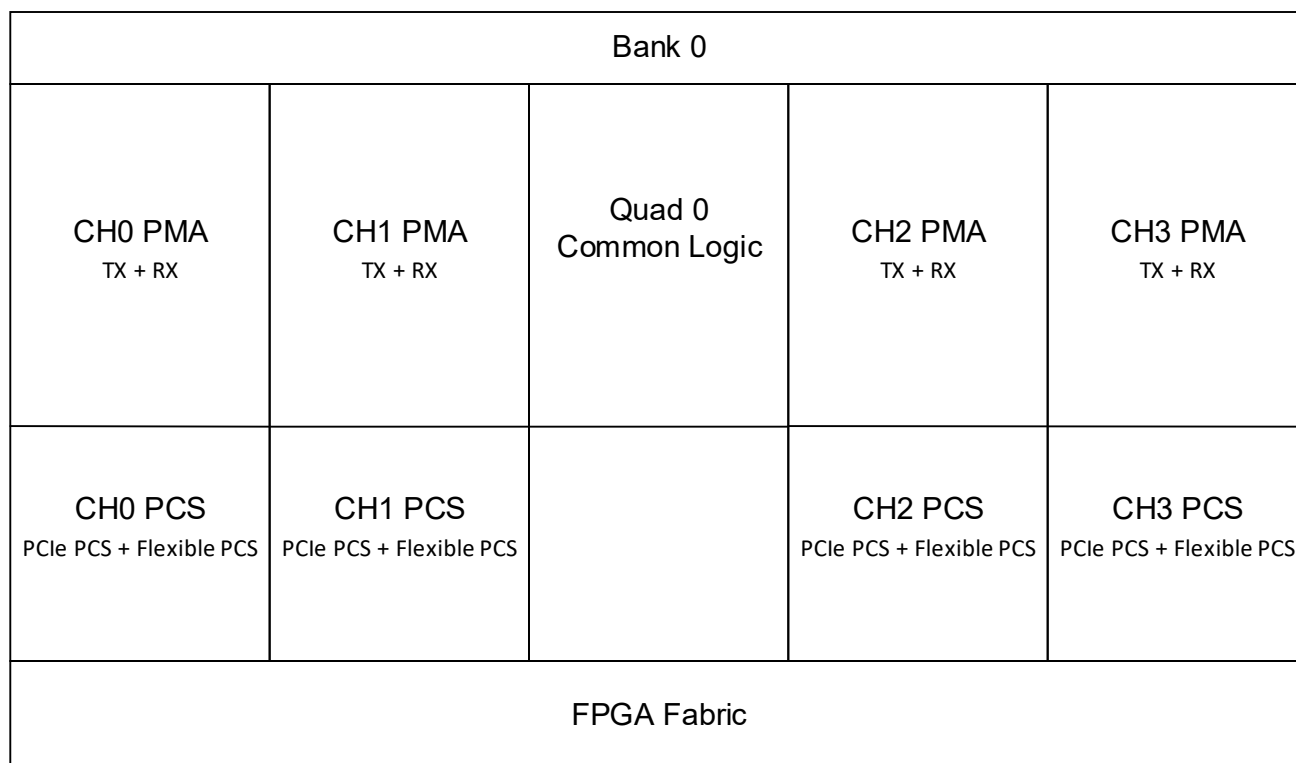 Bank 0
CH0 PMA
TX + RX
CH1 PMA
TX + RX
Quad 0
Common Logic
CH2 PMA
TX + RX
CH3 PMA
TX + RX
CH0 PCS
PCIe PCS + Flexible PCS
CH1 PCS
PCIe PCS + Flexible PCS
CH2 PCS
PCIe PCS + Flexible PCS
CH3 PCS
PCIe PCS + Flexible PCS
FPGA Fabric